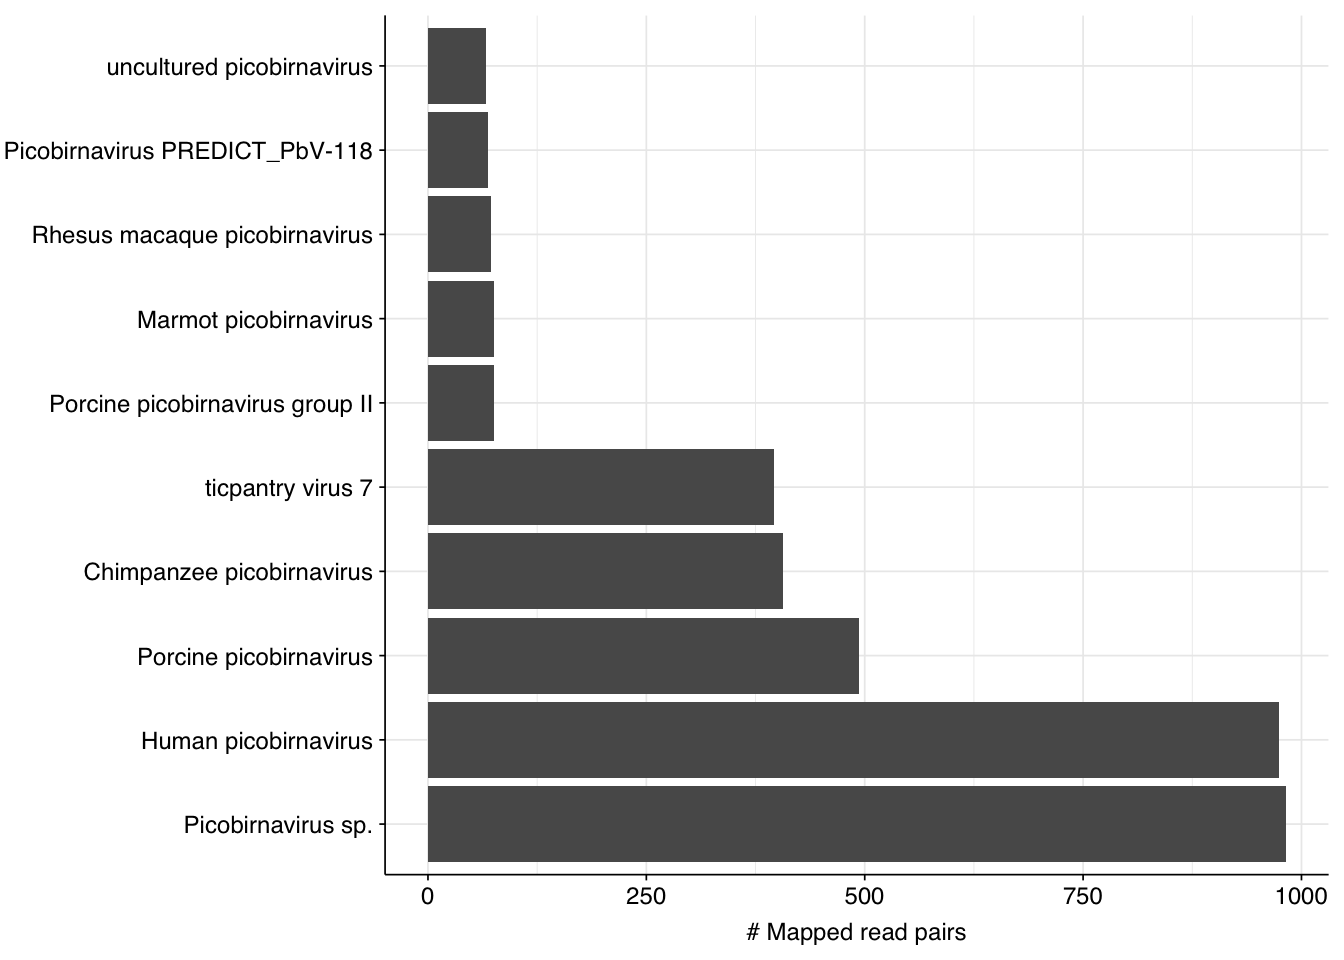 uncultured picobirnavirus
Picobirnavirus PREDICT_PbV-118
Rhesus macaque picobirnavirus
Marmot picobirnavirus
Porcine picobirnavirus group II
ticpantry virus 7
Chimpanzee picobirnavirus
Porcine picobirnavirus
Human picobirnavirus
Picobirnavirus sp.
0 250 500 750 1000
# Mapped read pairs